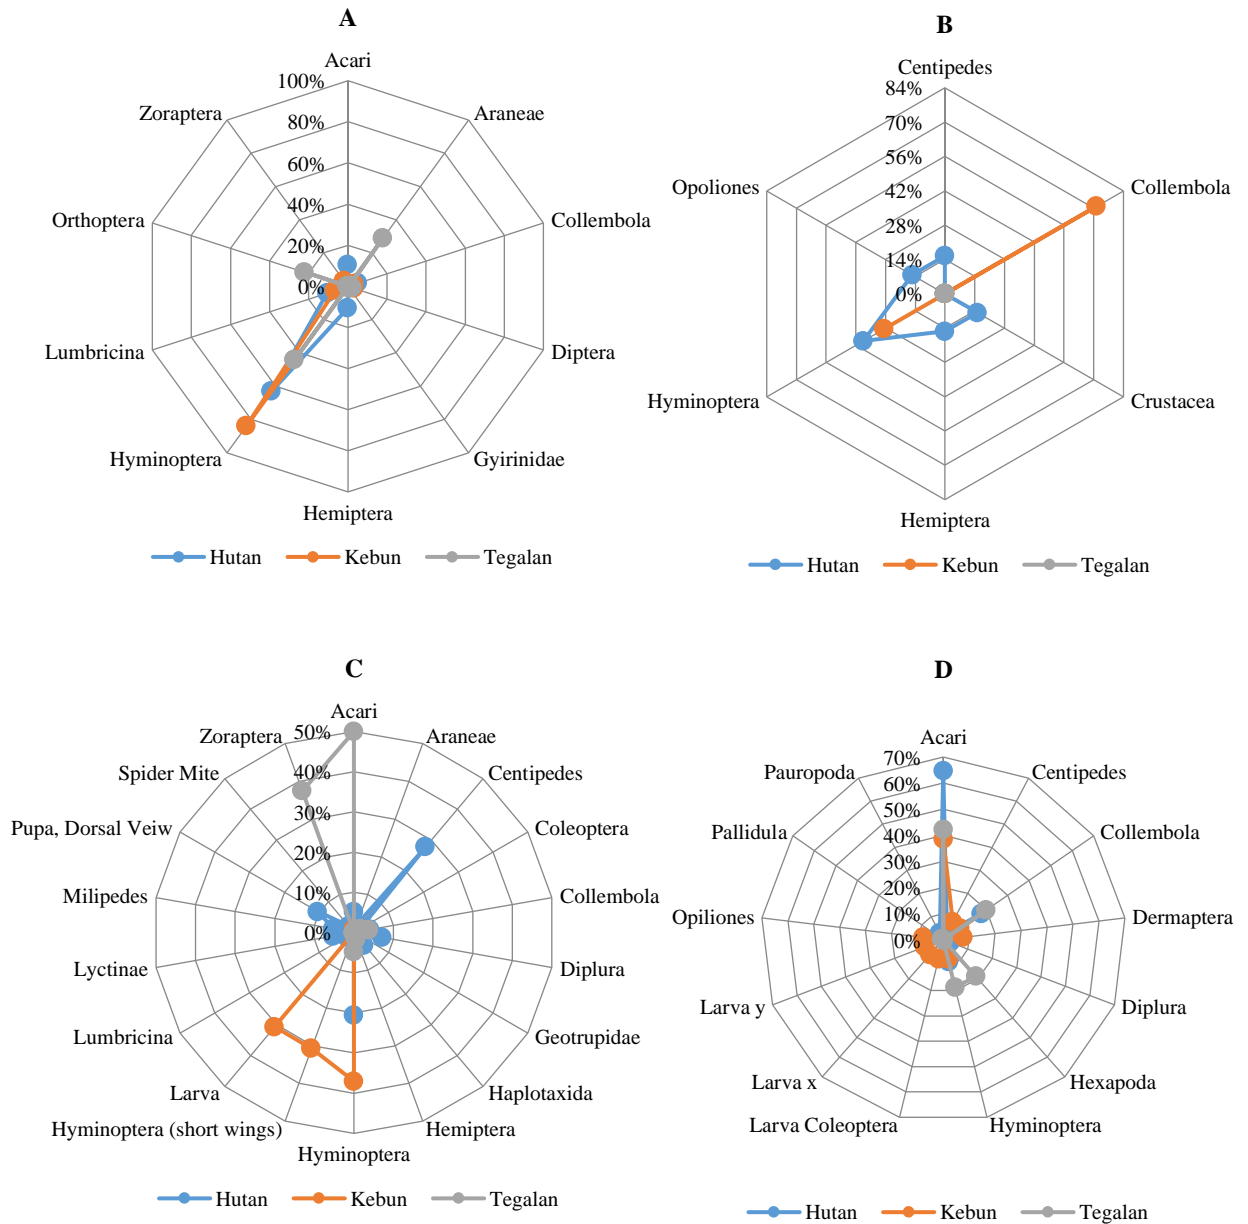 A
Acari
100%
80%
60%
40%
20%
0%
Araneae
Collembola
Diptera
Gyirinidae
Hemiptera
Hyminoptera
Lumbricina
Orthoptera
Zoraptera
Hutan Kebun Tegalan
B
Centipedes
84%
70%
56%
42%
28%
14%
0%
Collembola
Crustacea
Hemiptera
Hyminoptera
Opoliones
Hutan Kebun Tegalan
C
Acari
50%
40%
30%
20%
10%
0%
Araneae
Centipedes
Coleoptera
Collembola
Diplura
Geotrupidae
Haplotaxida
Hemiptera
Hyminoptera
Hyminoptera (short wings)
Larva
Lumbricina
Lyctinae
Milipedes
Pupa, Dorsal Veiw
Spider Mite
Zoraptera
Hutan Kebun Tegalan
D
Acari
70%
60%
50%
40%
30%
20%
10%
0%
Centipedes
Collembola
Dermaptera
Diplura
Hexapoda
Hyminoptera
Larva Coleoptera
Larva x
Larva y
Opiliones
Pallidula
Pauropoda
Hutan Kebun Tegalan